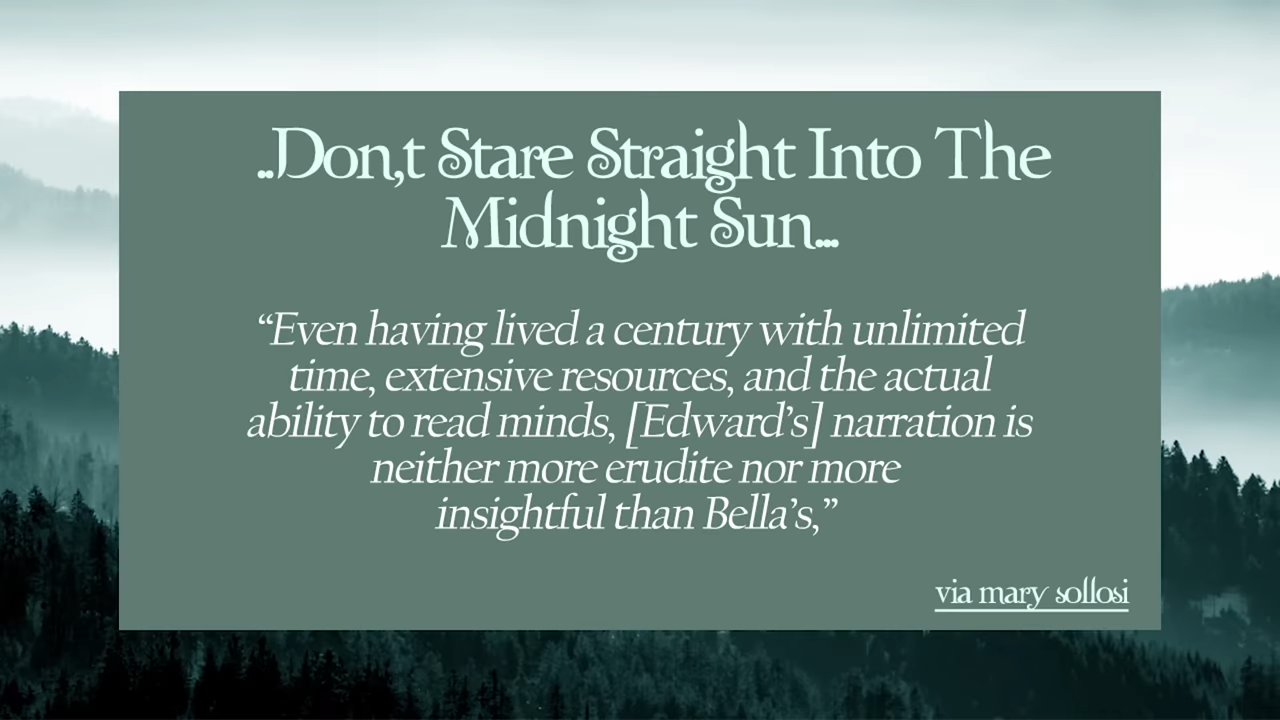 ..Don,t Stare Straight Into The
Midnight Sun...
“Even having lived a century with unlimited
time, extensive resources, and the actual
ability to read minds, [Edward’s] narration is
neither more erudite nor more
insightful than Bella’s,”
via mary sollosi